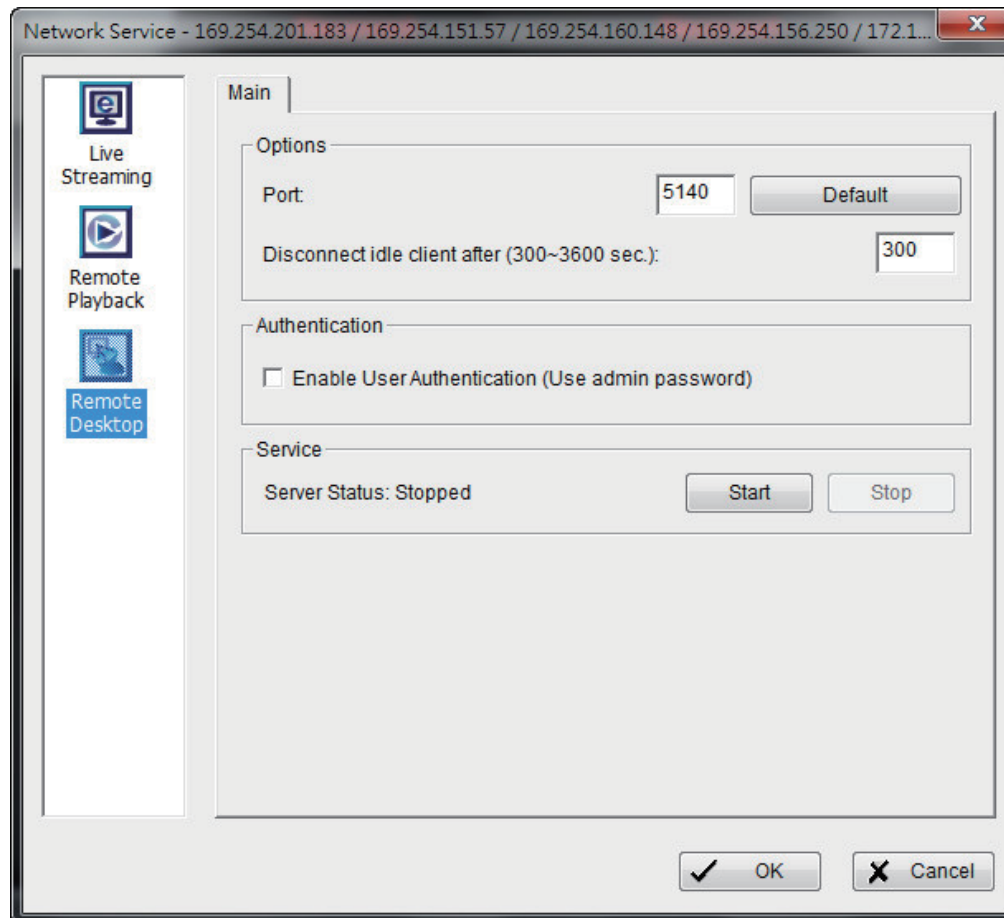 Network Service - 169.254.201.183 / 169.254.151.57 / 169.254.160.148 / 169.254.156.250 / 172.1...
Live
Streaming
Remote
Playback
Remote
Desktop
Main
Options
Port: 5140 Default
Disconnect idle client after (300~3600 sec.): 300
Authentication
Enable User Authentication (Use admin password)
Service
Server Status: Stopped Start Stop
OK Cancel